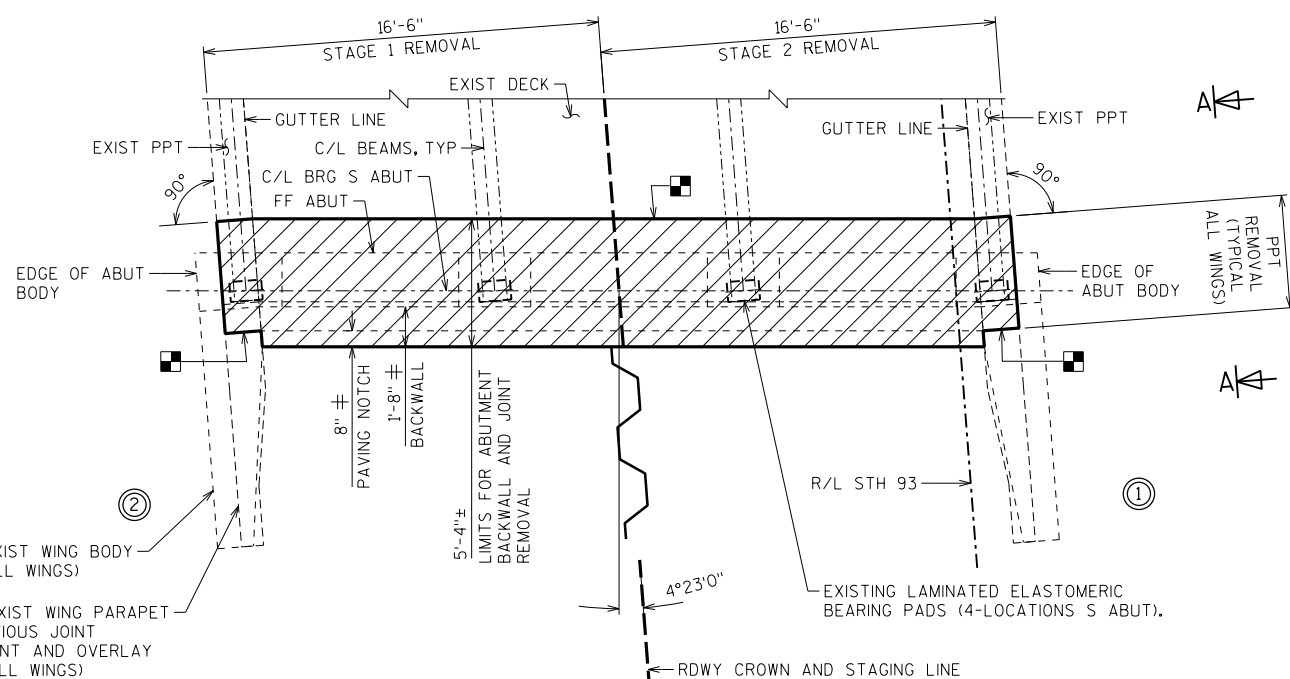 16'-6"
STAGE 1 REMOVAL
16'-6"
STAGE 2 REMOVAL
EXIST DECK
GUTTER LINE
EXIST PPT
C/L BEAMS, TYP
C/L BRG S ABUT
FF ABUT
90°
GUTTER LINE
EXIST PPT
90°
A
PPT
REMOVAL
(TYPICAL
ALL WINGS)
EDGE OF ABUT
BODY
EDGE OF
ABUT BODY
A
8" ±
PAVING NOTCH
1'-8" ±
BACKWALL
5'-4"±
LIMITS FOR ABUTMENT
BACKWALL AND JOINT
REMOVAL
R/L STH 93
2
1
XIST WING BODY
LL WINGS)
4°23'0"
EXISTING LAMINATED ELASTOMERIC
BEARING PADS (4-LOCATIONS S ABUT).
XIST WING PARAPET
VIOUS JOINT
NT AND OVERLAY
LL WINGS)
RDWY CROWN AND STAGING LINE